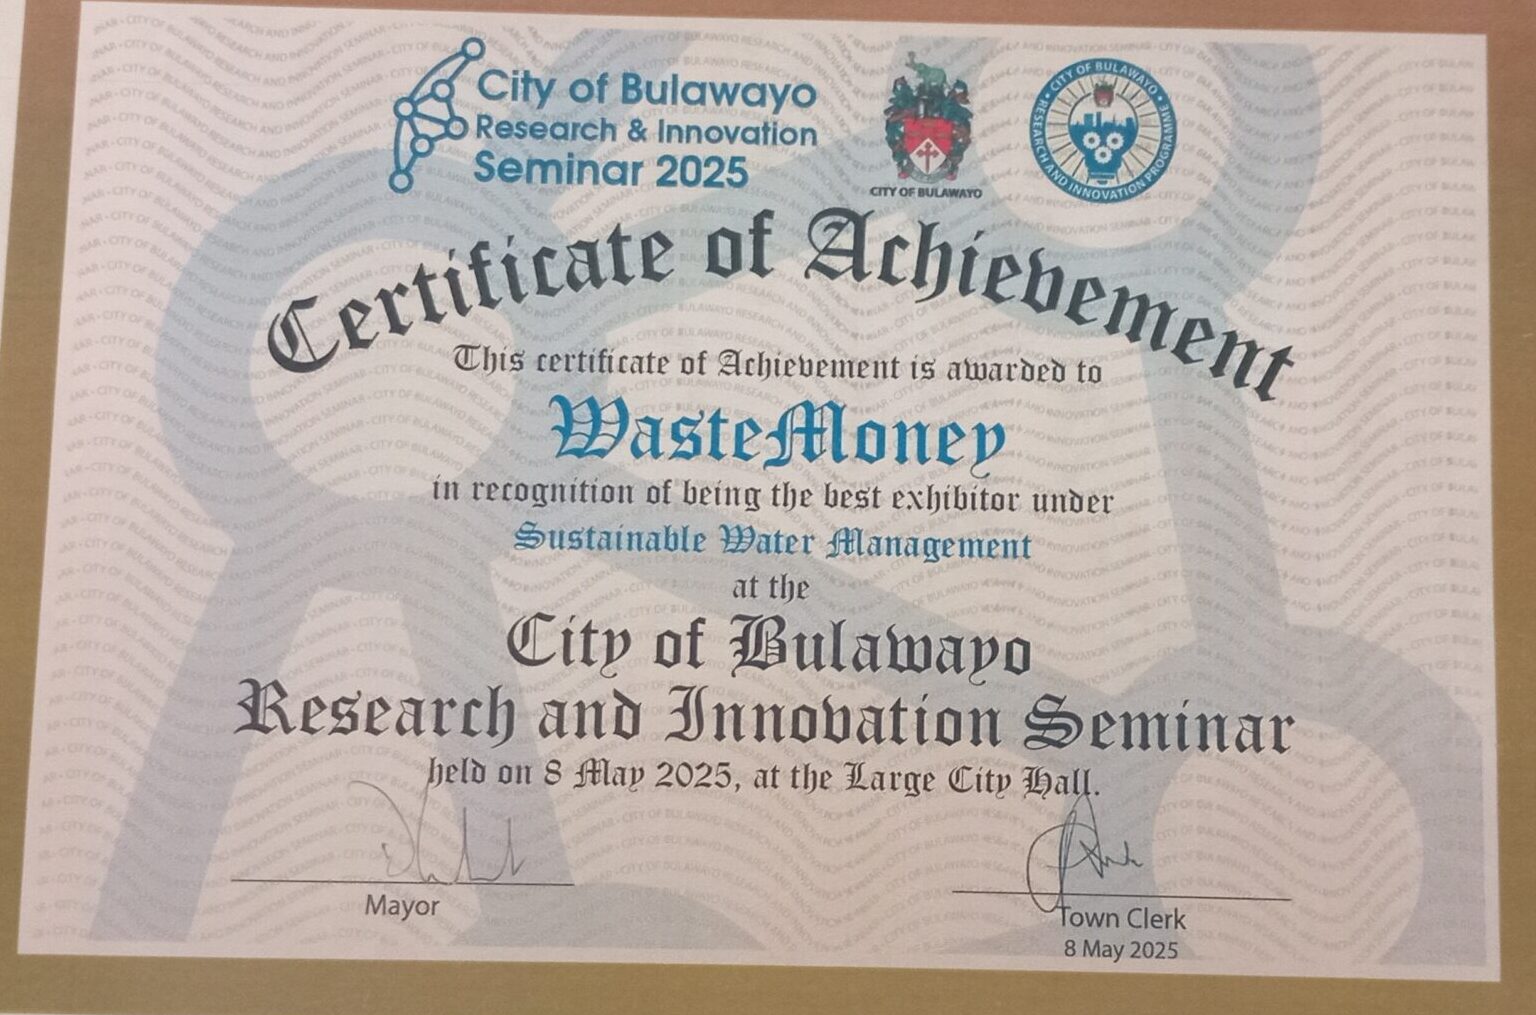 City of Bulawayo
Research & Innovation
Seminar 2025
CITY OF BULAWAYO
CITY OF BULAWAYO
RESEARCH AND INNOVATION PROGRAMME
Certificate of Achievement
This certificate of Achievement is awarded to
WasteMoney
in recognition of being the best exhibitor under
Sustainable Water Management
at the
City of Bulawayo
Research and Innovation Seminar
held on 8 May 2025, at the Large City Hall.
Mayor
Town Clerk
8 May 2025